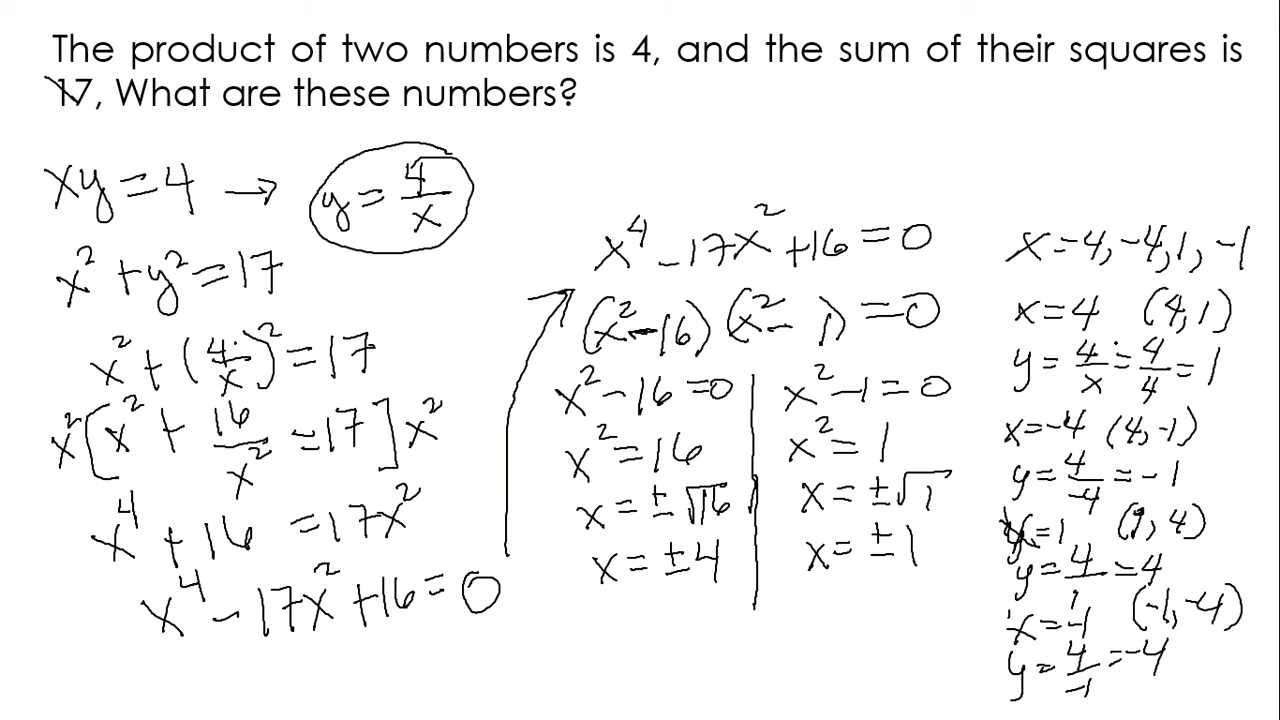 The product of two numbers is 4, and the sum of their squares is
17, What are these numbers?
xy = 4 → y = 4/x
x² + y² = 17
x² + (4/x)² = 17
x² [x² + 16/x² = 17] x²
x⁴ + 16 = 17x²
x⁴ - 17x² + 16 = 0
x⁴ - 17x² + 16 = 0
(x² - 16) (x² - 1) = 0
x² - 16 = 0
x² = 16
x = ± √16
x = ± 4
x² - 1 = 0
x² = 1
x = ± √1
x = ± 1
x = 4, -4, 1, -1
x = 4 (4, 1)
y = 4/x = 4/4 = 1
x = -4 (4, -1)
y = 4/-4 = -1
x = 1 (1, 4)
y = 4/1 = 4
x = -1 (-1, -4)
y = 4/-1 = -4